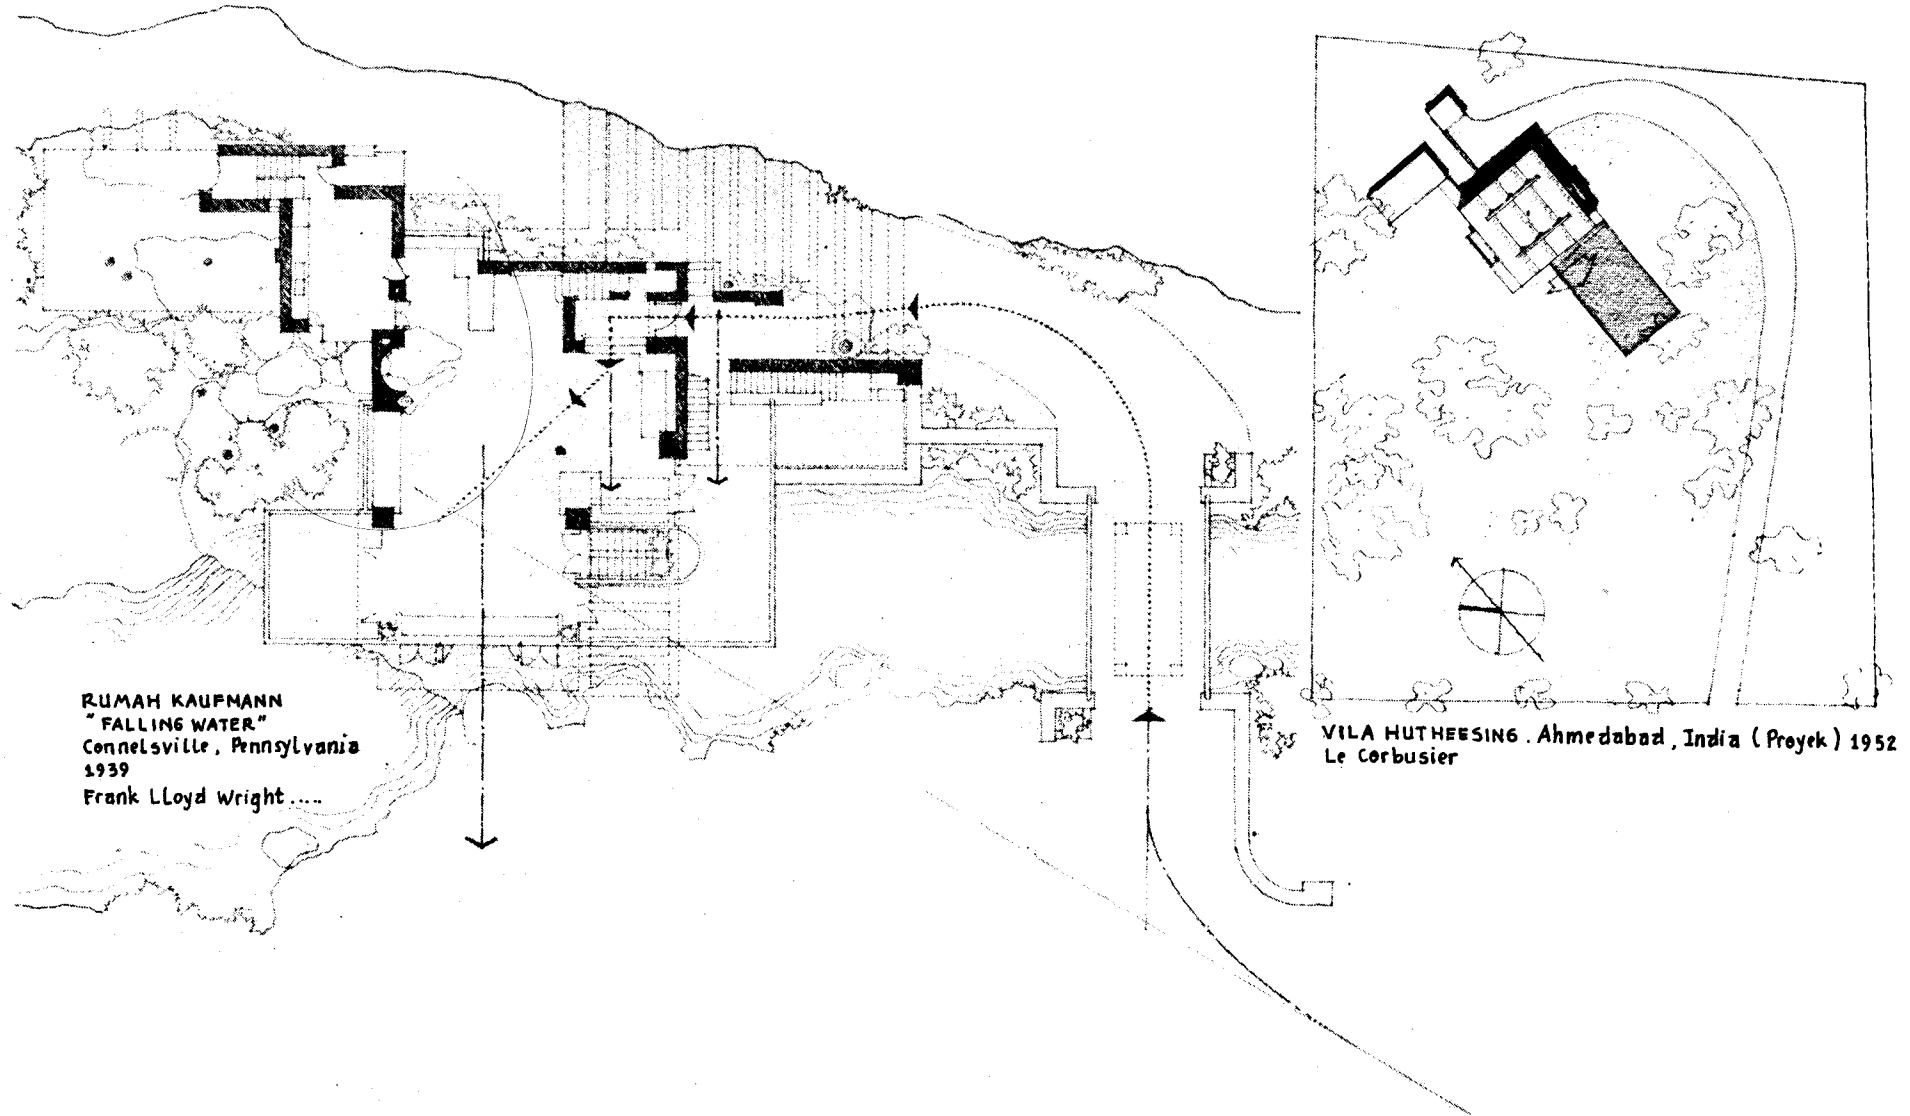 RUMAH KAUFMANN
"FALLING WATER"
Connelsville, Pennsylvania
1939
Frank Lloyd Wright.....
VILA HUTHEESING. Ahmedabad, India (Proyek) 1952
Le Corbusier